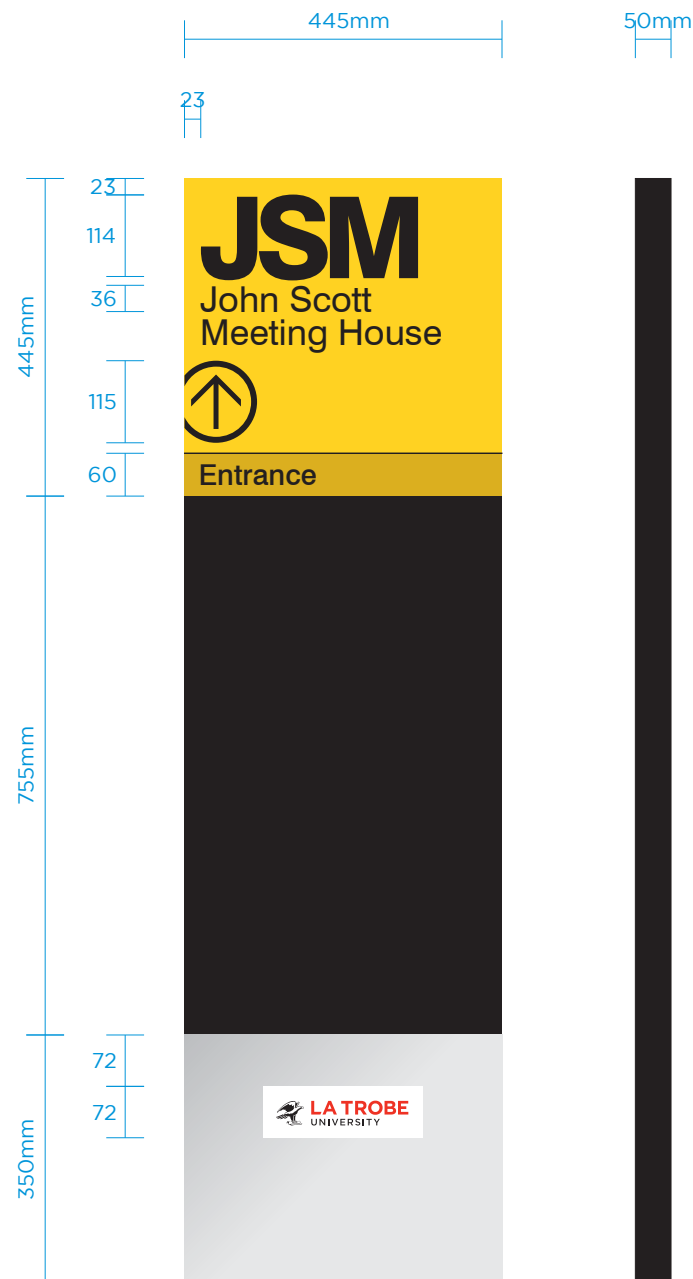 445mm
50mm
23
23
114
36
115
60
445mm
755mm
72
72
350mm
JSM
John Scott
Meeting House
Entrance
LA TROBE
UNIVERSITY